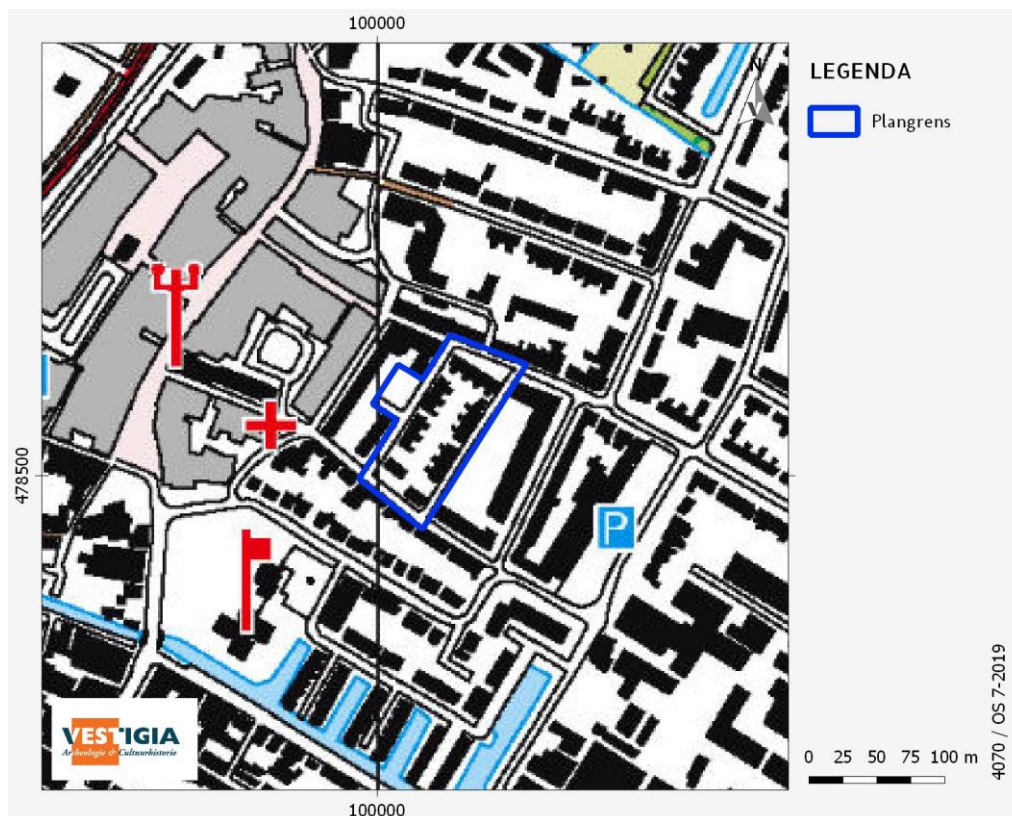 100000
N
LEGENDA
Plangrens
478500
P
VESTIGIA
Archeologie & Cultuurhistorie
0 25 50 75 100 m
4070 / OS 7-2019
100000